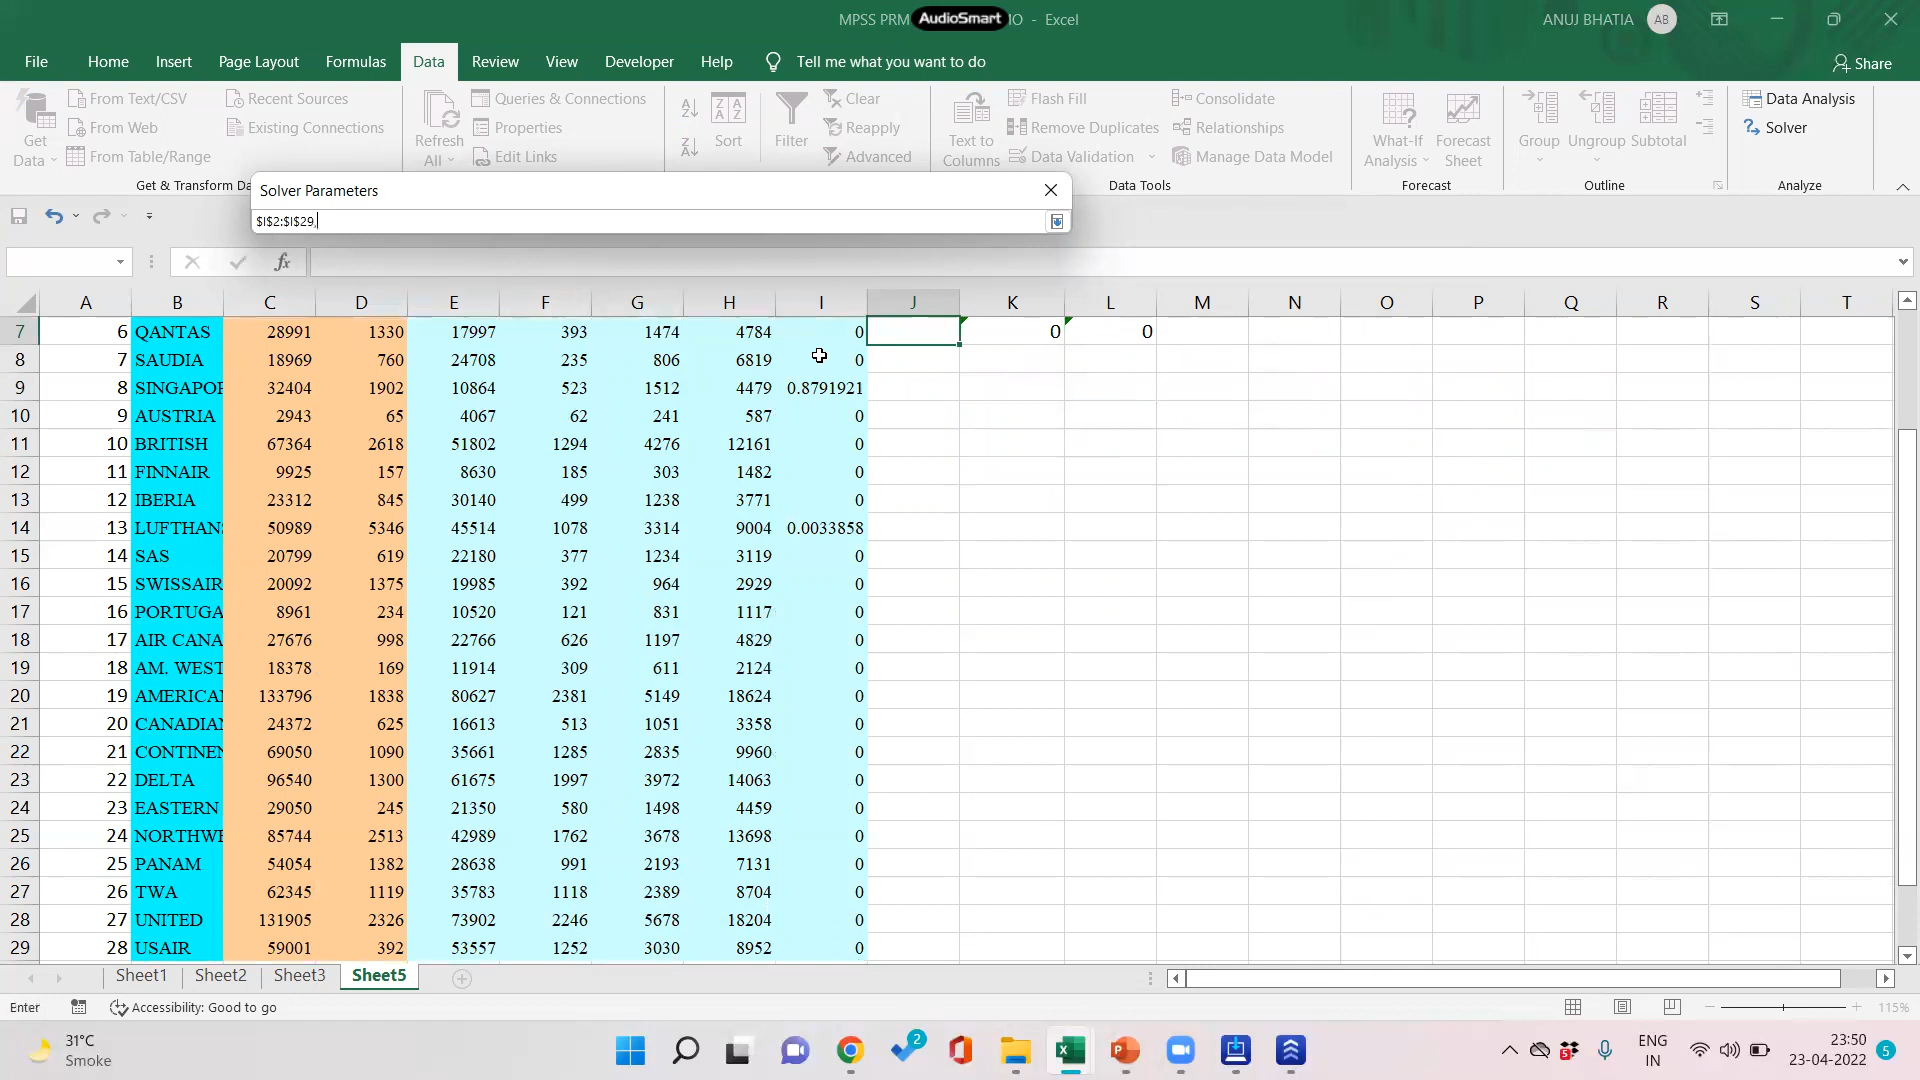 MPSS PRM AudioSmart IO - Excel
ANUJ BHATIA AB
File Home Insert Page Layout Formulas Data Review View Developer Help Tell me what you want to do Share
Get Data
From Text/CSV
From Web
From Table/Range
Recent Sources
Existing Connections
Get & Transform Da
Refresh All
Queries & Connections
Properties
Edit Links
Sort
Filter
Clear
Reapply
Advanced
Text to Columns
Flash Fill
Remove Duplicates
Data Validation
Consolidate
Relationships
Manage Data Model
Data Tools
What-If Analysis
Forecast Sheet
Forecast
Group
Ungroup
Subtotal
Outline
Data Analysis
Solver
Analyze
Solver Parameters
$I$2:$I$29,
fx
A B C D E F G H I J K L M N O P Q R S T
7 6 QANTAS 28991 1330 17997 393 1474 4784 0 0 0
8 7 SAUDIA 18969 760 24708 235 806 6819 0
9 8 SINGAPOR 32404 1902 10864 523 1512 4479 0.8791921
10 9 AUSTRIA 2943 65 4067 62 241 587 0
11 10 BRITISH 67364 2618 51802 1294 4276 12161 0
12 11 FINNAIR 9925 157 8630 185 303 1482 0
13 12 IBERIA 23312 845 30140 499 1238 3771 0
14 13 LUFTHANS 50989 5346 45514 1078 3314 9004 0.0033858
15 14 SAS 20799 619 22180 377 1234 3119 0
16 15 SWISSAIR 20092 1375 19985 392 964 2929 0
17 16 PORTUGA 8961 234 10520 121 831 1117 0
18 17 AIR CANA 27676 998 22766 626 1197 4829 0
19 18 AM. WEST 18378 169 11914 309 611 2124 0
20 19 AMERICAN 133796 1838 80627 2381 5149 18624 0
21 20 CANADIAN 24372 625 16613 513 1051 3358 0
22 21 CONTINEN 69050 1090 35661 1285 2835 9960 0
23 22 DELTA 96540 1300 61675 1997 3972 14063 0
24 23 EASTERN 29050 245 21350 580 1498 4459 0
25 24 NORTHWE 85744 2513 42989 1762 3678 13698 0
26 25 PANAM 54054 1382 28638 991 2193 7131 0
27 26 TWA 62345 1119 35783 1118 2389 8704 0
28 27 UNITED 131905 2326 73902 2246 5678 18204 0
29 28 USAIR 59001 392 53557 1252 3030 8952 0
Sheet1 Sheet2 Sheet3 Sheet5
Enter Accessibility: Good to go 115%
31°C
Smoke
2
5
ENG
IN
23:50
23-04-2022
5